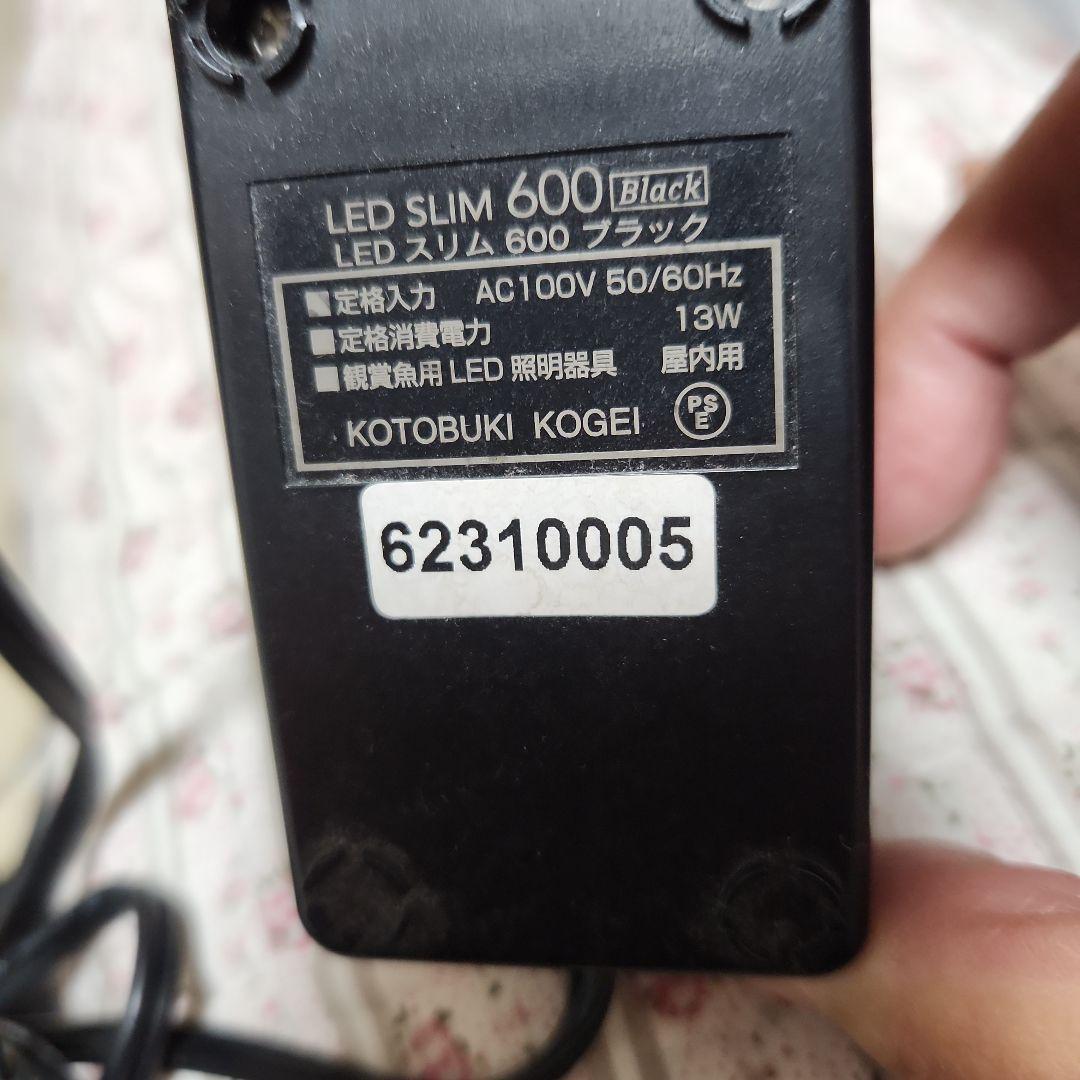 LED SLIM 600 Black
LED スリム 600 ブラック
■定格入力 AC100V 50/60Hz
■定格消費電力 13W
■観賞魚用 LED 照明器具 屋内用
KOTOBUKI KOGEI PSE
62310005